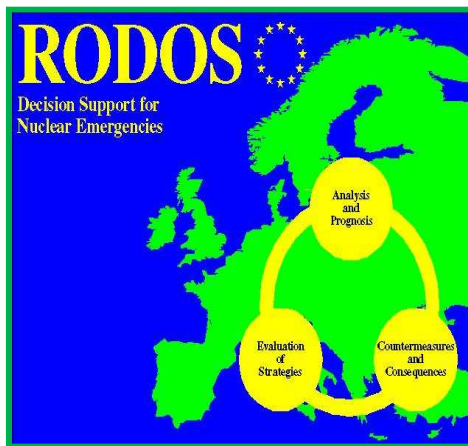 RODOS
Decision Support for
Nuclear Emergencies
Analysis
and
Prognosis
Evaluation
of
Strategies
Countermeasures
and
Consequences